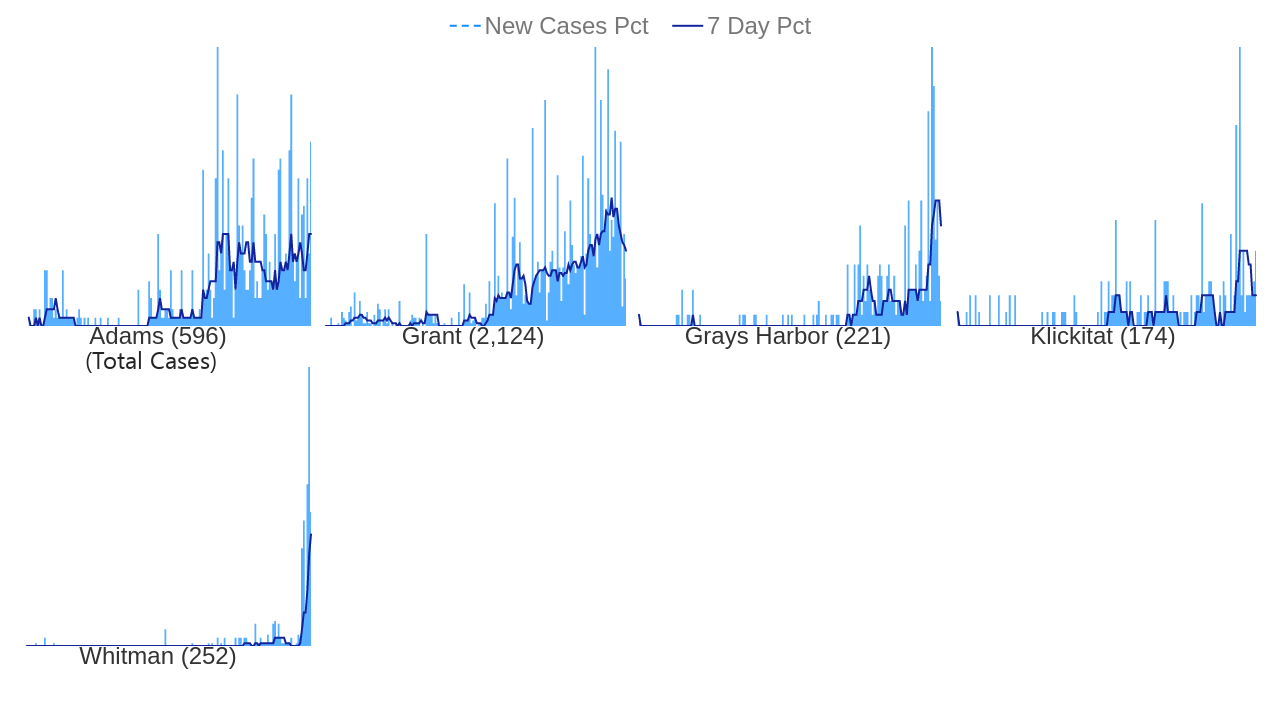 New Cases Pct 7 Day Pct
Adams (596) Grant (2,124) Grays Harbor (221) Klickitat (174)
(Total Cases)
Whitman (252)